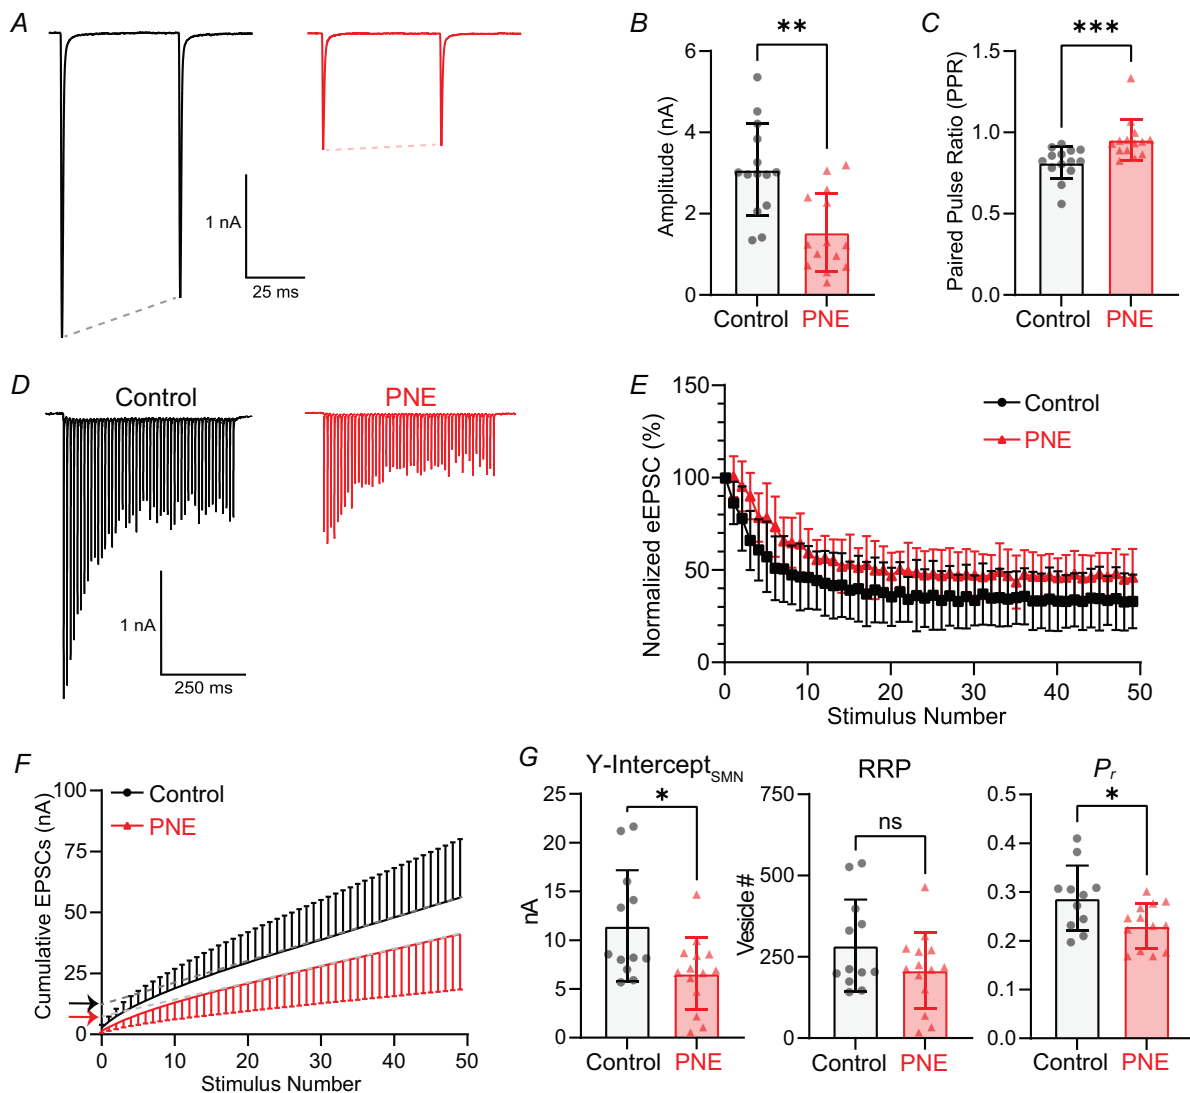 A
1 nA
25 ms
B
**
Amplitude (nA)
6
4
2
0
Control PNE
C
***
Paired Pulse Ratio (PPR)
1.5
1.0
0.5
0.0
Control PNE
D
Control PNE
1 nA
250 ms
E
Normalized eEPSC (%)
150
100
50
0
0 10 20 30 40 50
Stimulus Number
Control
PNE
F
Cumulative EPSCs (nA)
100
75
50
25
0
0 10 20 30 40 50
Stimulus Number
Control
PNE
G
Y-Intercept SMN
*
nA
25
20
15
10
5
0
Control PNE
RRP
ns
Vesicle #
750
500
250
0
Control PNE
Pr
*
0.5
0.4
0.3
0.2
0.1
0.0
Control PNE